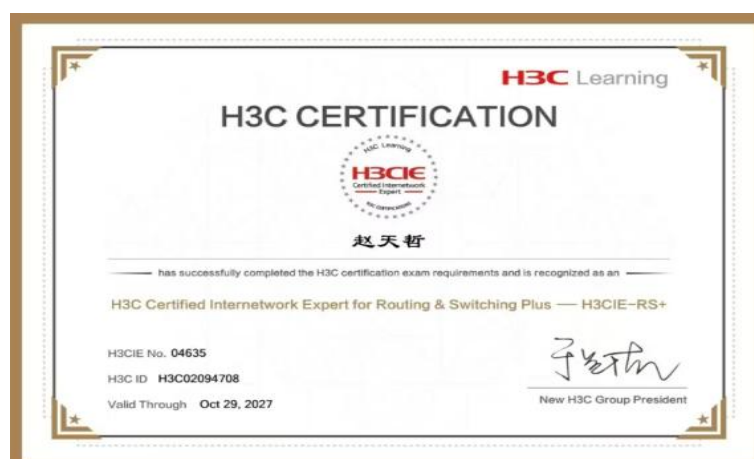 H3C Learning
H3C CERTIFICATION
H3C Learning
H3CIE
Certified Internetwork
Expert
H3C CERTIFICATIONS
赵天哲
has successfully completed the H3C certification exam requirements and is recognized as an
H3C Certified Internetwork Expert for Routing & Switching Plus — H3CIE-RS+
H3CIE No. 04635
H3C ID H3C02094708
Valid Through Oct 29, 2027
New H3C Group President